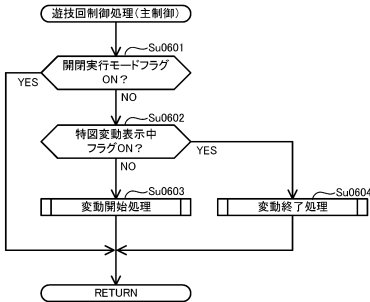 遊技回制御処理（主制御）
Su0601
開閉実行モードフラグ
ON？
YES
NO
Su0602
特図変動表示中
フラグON？
YES
NO
Su0603
変動開始処理
Su0604
変動終了処理
RETURN